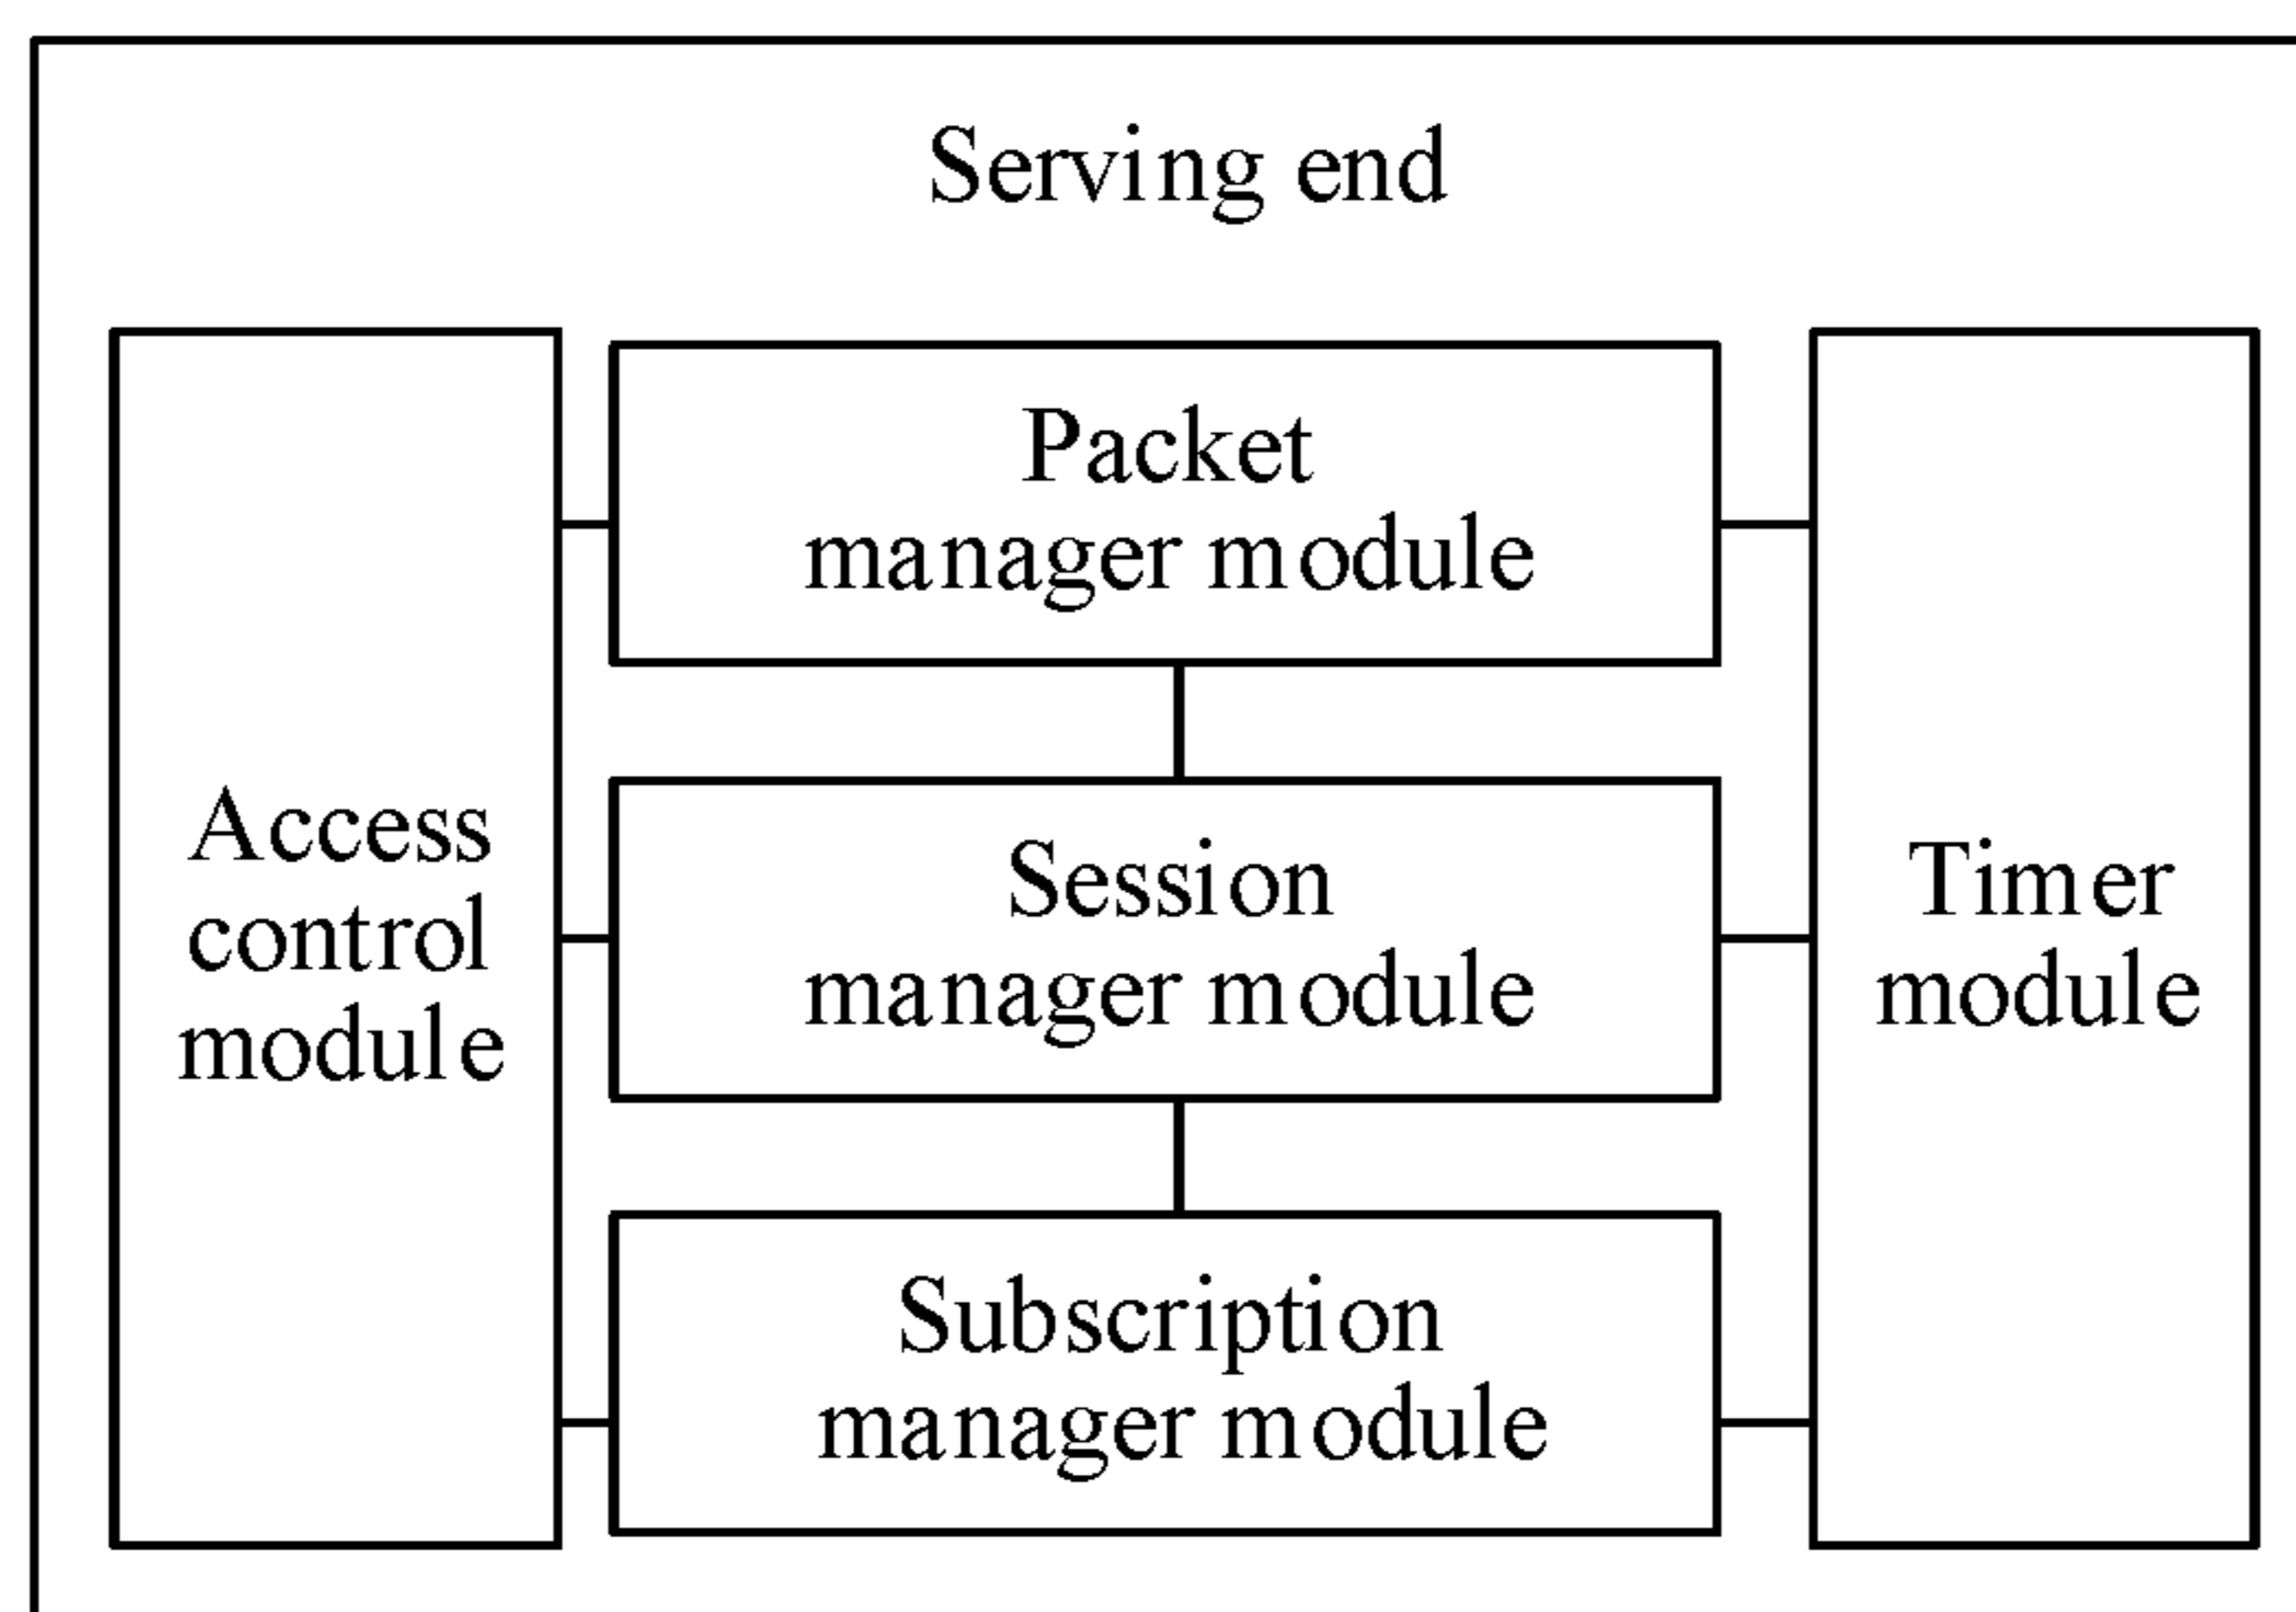 Serving end
Access
control
module
Packet
manager module
Session
manager module
Subscription
manager module
Timer
module